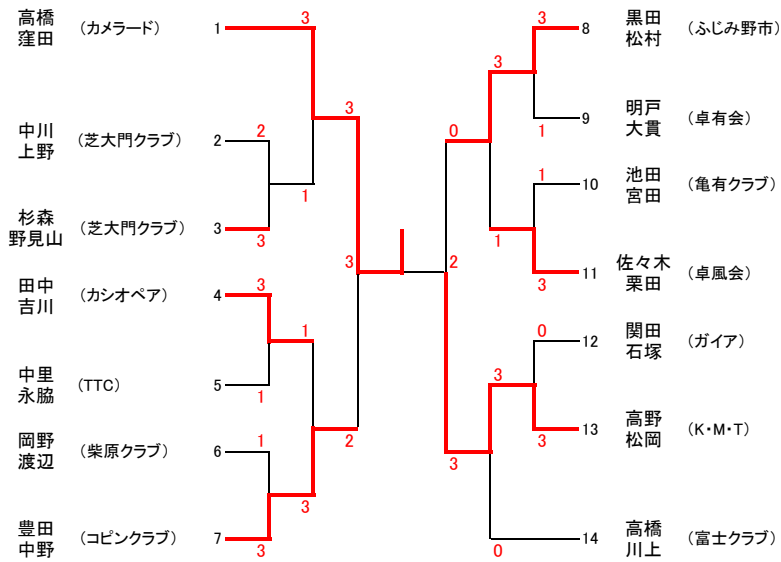 高橋
窪田
(カメラード)
1
3
中川
上野
(芝大門クラブ)
2
2
1
杉森
野見山
(芝大門クラブ)
3
3
3
田中
吉川
(カシオペア)
4
3
1
中里
永脇
(TTC)
5
1
岡野
渡辺
(柴原クラブ)
6
1
2
豊田
中野
(コピンクラブ)
7
3
3
3
2
0
3
3
8
黒田
松村
(ふじみ野市)
1
9
明戸
大貫
(卓有会)
1
10
池田
宮田
(亀有クラブ)
1
3
11
佐々木
栗田
(卓風会)
0
12
関田
石塚
(ガイア)
3
3
13
高野
松岡
(K・M・T)
3
0
14
高橋
川上
(富士クラブ)